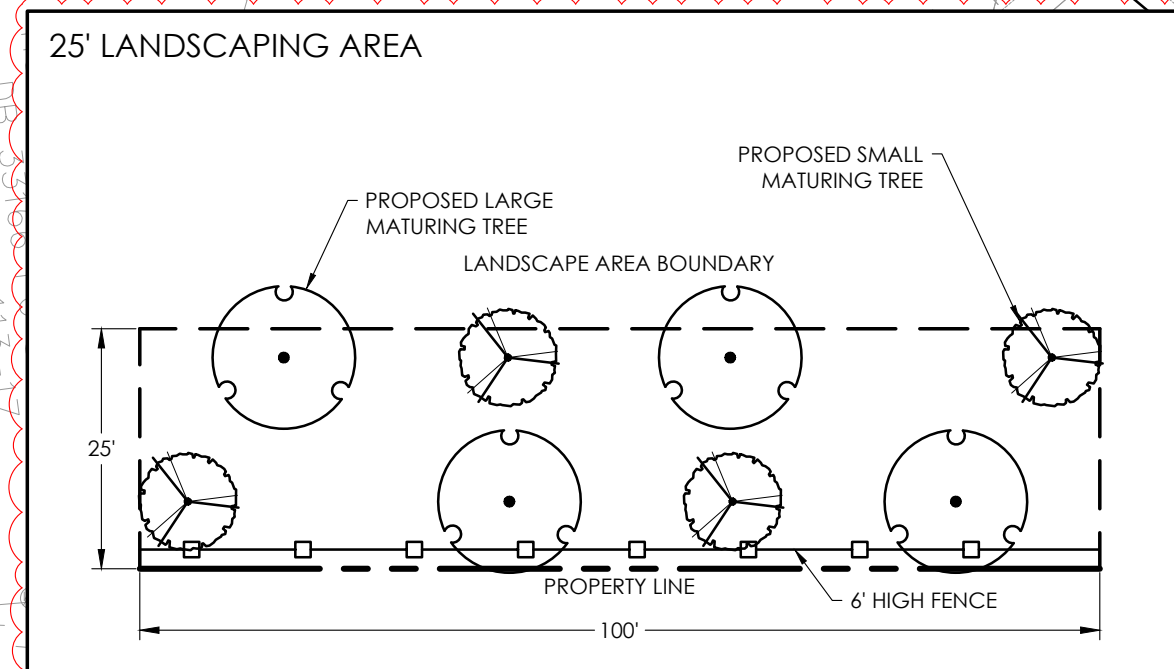 25' LANDSCAPING AREA
PROPOSED SMALL
MATURING TREE
PROPOSED LARGE
MATURING TREE
LANDSCAPE AREA BOUNDARY
25'
PROPERTY LINE
6' HIGH FENCE
100'